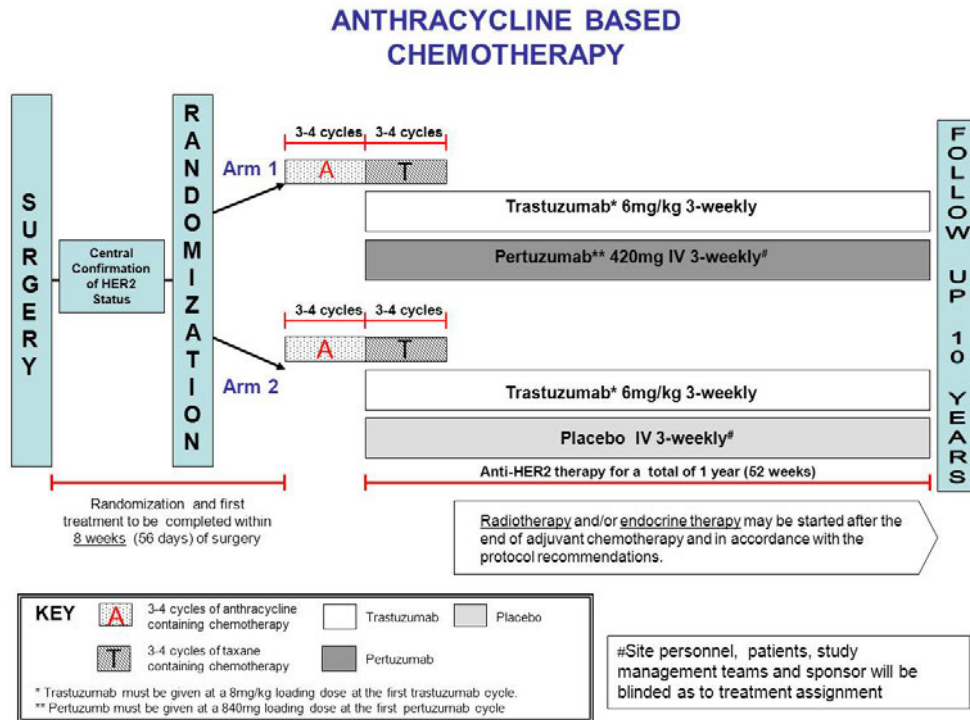 ANTHRACYCLINE BASED
CHEMOTHERAPY
SURGERY
Central
Confirmation
of HER2
Status
RANDOMIZATION
3-4 cycles 3-4 cycles
Arm 1
A T
Trastuzumab* 6mg/kg 3-weekly
Pertuzumab** 420mg IV 3-weekly#
3-4 cycles 3-4 cycles
A T
Arm 2
Trastuzumab* 6mg/kg 3-weekly
Placebo IV 3-weekly#
Anti-HER2 therapy for a total of 1 year (52 weeks)
FOLLOW UP 10 YEARS
Randomization and first
treatment to be completed within
8 weeks (56 days) of surgery
Radiotherapy and/or endocrine therapy may be started after the
end of adjuvant chemotherapy and in accordance with the
protocol recommendations.
KEY
A 3-4 cycles of anthracycline
containing chemotherapy
Trastuzumab
Placebo
T 3-4 cycles of taxane
containing chemotherapy
Pertuzumab
* Trastuzumab must be given at a 8mg/kg loading dose at the first trastuzumab cycle.
** Pertuzumb must be given at a 840mg loading dose at the first pertuzumab cycle
#Site personnel, patients, study
management teams and sponsor will be
blinded as to treatment assignment